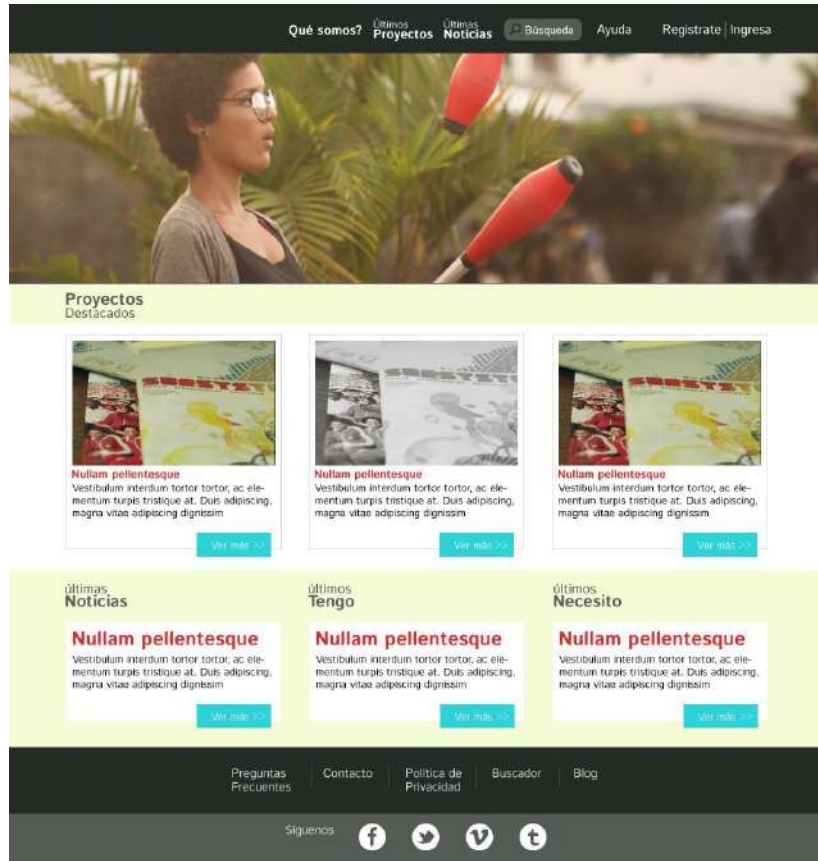 Qué somos?
Últimos
Proyectos
Últimas
Noticias
Búsqueda
Ayuda
Registrate | Ingresa
Proyectos
Destacados
Nullam pellentesque
Vestibulum interdum tortor tortor, ac ele-
mentum turpis tristique at. Duis adipiscing,
magna vitae adipiscing dignissim
Ver más >>
Nullam pellentesque
Vestibulum interdum tortor tortor, ac ele-
mentum turpis tristique at. Duis adipiscing,
magna vitae adipiscing dignissim
Ver más >>
Nullam pellentesque
Vestibulum interdum tortor tortor, ac ele-
mentum turpis tristique at. Duis adipiscing,
magna vitae adipiscing dignissim
Ver más >>
últimas
Noticias
Nullam pellentesque
Vestibulum interdum tortor tortor, ac ele-
mentum turpis tristique at. Duis adipiscing,
magna vitae adipiscing dignissim
Ver más >>
últimos
Tengo
Nullam pellentesque
Vestibulum interdum tortor tortor, ac ele-
mentum turpis tristique at. Duis adipiscing,
magna vitae adipiscing dignissim
Ver más >>
últimos
Necesito
Nullam pellentesque
Vestibulum interdum tortor tortor, ac ele-
mentum turpis tristique at. Duis adipiscing,
magna vitae adipiscing dignissim
Ver más >>
Preguntas
Frecuentes
Contacto
Politica de
Privacidad
Buscador
Blog
Siguenos